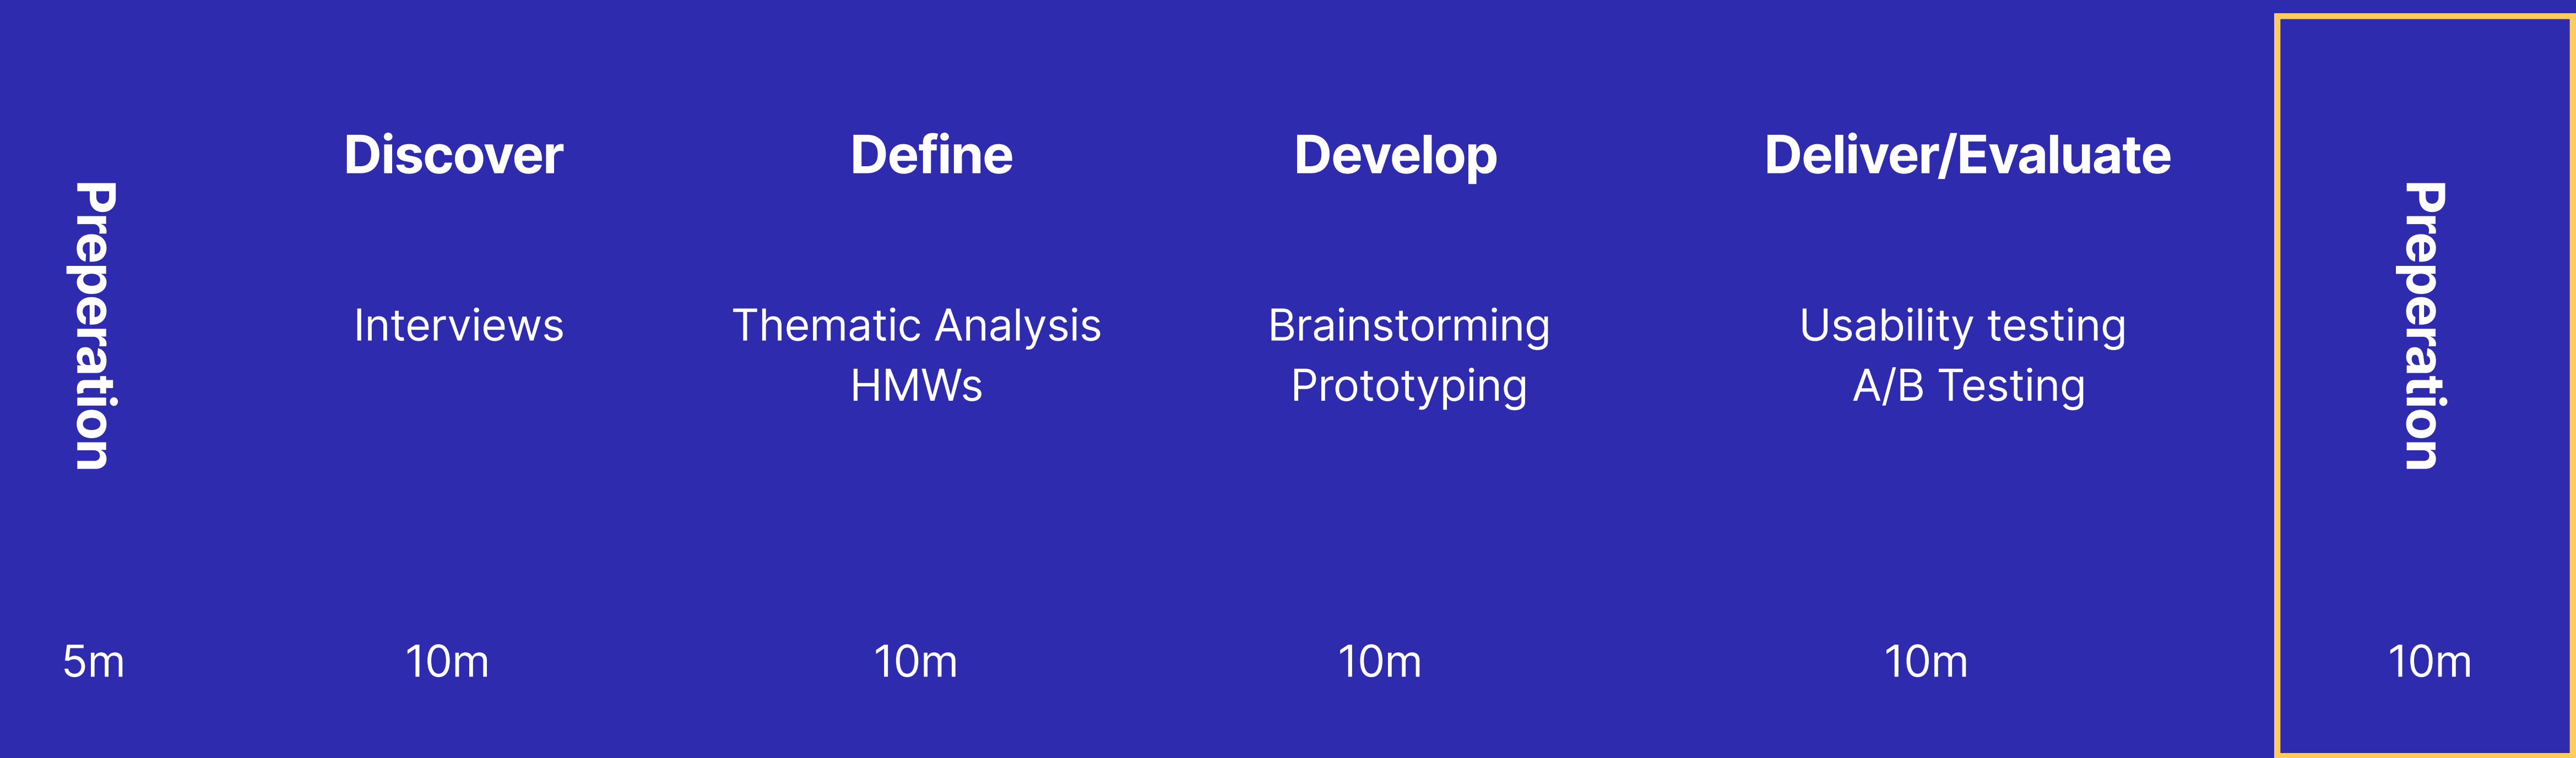 Preperation
5m
Discover
Interviews
10m
Define
Thematic Analysis
HMWs
10m
Develop
Brainstorming
Prototyping
10m
Deliver/Evaluate
Usability testing
A/B Testing
10m
Preperation
10m